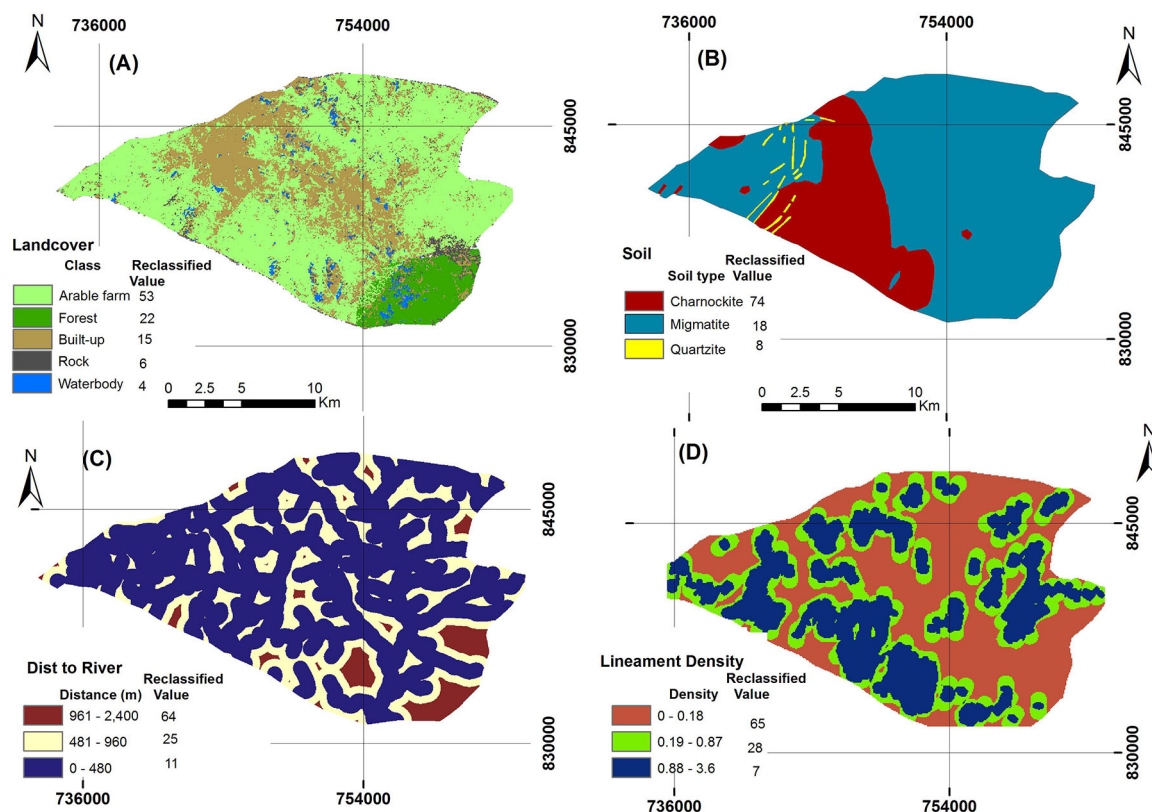 N
736000
754000
(A)
845000
830000
Landcover
Class
Reclassified
Value
Arable farm 53
Forest 22
Built-up 15
Rock 6
Waterbody 4
0 2.5 5 10
Km
736000
754000
N
(B)
845000
830000
Soil
Soil type
Reclassified
Value
Charnockite 74
Migmatite 18
Quartzite 8
0 2.5 5 10
Km
N
(C)
845000
830000
Dist to River
Distance (m)
Reclassified
Value
961 - 2,400 64
481 - 960 25
0 - 480 11
736000
754000
N
(D)
845000
830000
Lineament Density
Density
Reclassified
Value
0 - 0.18 65
0.19 - 0.87 28
0.88 - 3.6 7
736000
754000